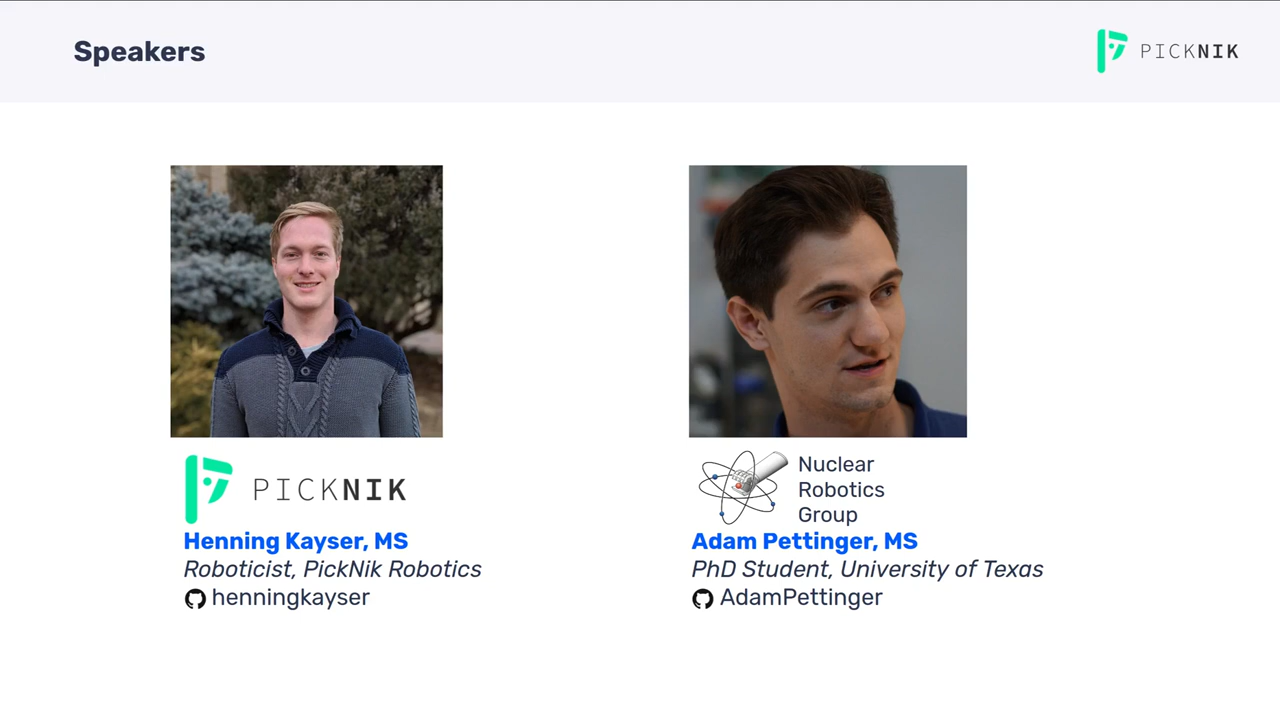 Speakers
PICKNIK
PICKNIK
Henning Kayser, MS
Roboticist, PickNik Robotics
henningkayser
Nuclear
Robotics
Group
Adam Pettinger, MS
PhD Student, University of Texas
AdamPettinger